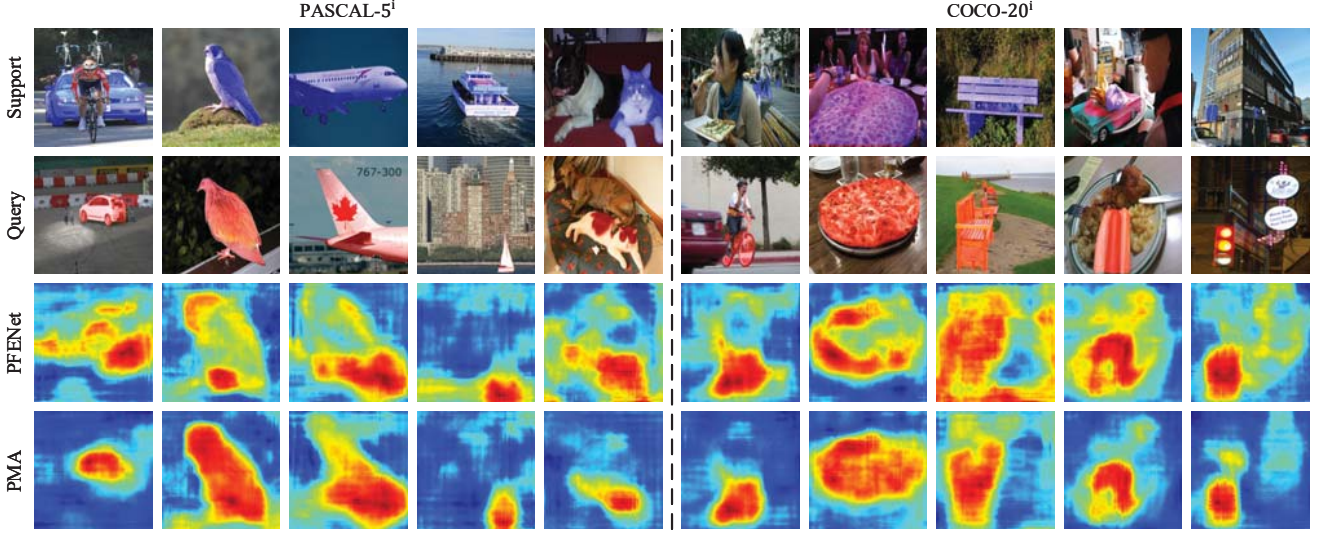 PASCAL-5i
COCO-20i
Support
Query
767-300
PFENet
PMA